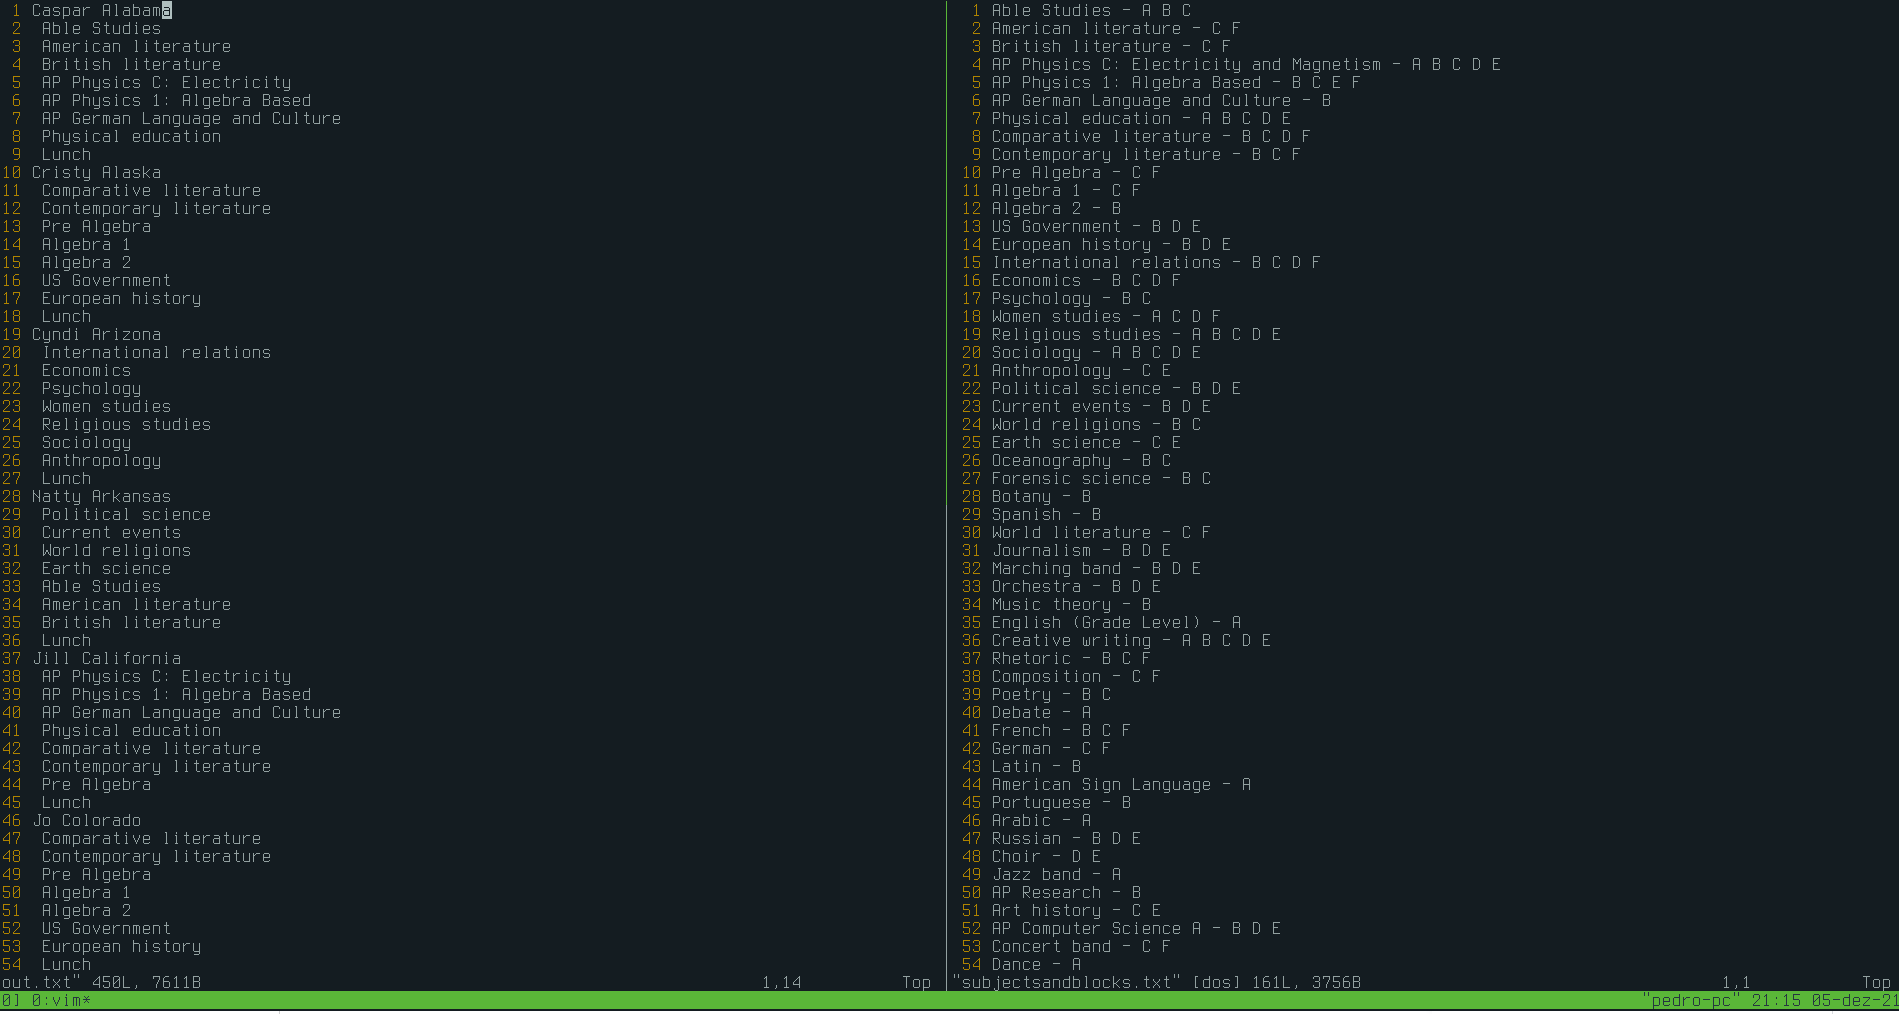 1 Caspar Alabama
2  Able Studies
3  American literature
4  British literature
5  AP Physics C: Electricity
6  AP Physics 1: Algebra Based
7  AP German Language and Culture
8  Physical education
9  Lunch
10 Cristy Alaska
11  Comparative literature
12  Contemporary literature
13  Pre Algebra
14  Algebra 1
15  Algebra 2
16  US Government
17  European history
18  Lunch
19 Cyndi Arizona
20  International relations
21  Economics
22  Psychology
23  Women studies
24  Religious studies
25  Sociology
26  Anthropology
27  Lunch
28 Natty Arkansas
29  Political science
30  Current events
31  World religions
32  Earth science
33  Able Studies
34  American literature
35  British literature
36  Lunch
37 Jill California
38  AP Physics C: Electricity
39  AP Physics 1: Algebra Based
40  AP German Language and Culture
41  Physical education
42  Comparative literature
43  Contemporary literature
44  Pre Algebra
45  Lunch
46 Jo Colorado
47  Comparative literature
48  Contemporary literature
49  Pre Algebra
50  Algebra 1
51  Algebra 2
52  US Government
53  European history
54  Lunch
out.txt" 450L, 7611B 1,14 Top
1 Able Studies - A B C
2 American literature - C F
3 British literature - C F
4 AP Physics C: Electricity and Magnetism - A B C D E
5 AP Physics 1: Algebra Based - B C E F
6 AP German Language and Culture - B
7 Physical education - A B C D E
8 Comparative literature - B C D F
9 Contemporary literature - B C F
10 Pre Algebra - C F
11 Algebra 1 - C F
12 Algebra 2 - B
13 US Government - B D E
14 European history - B D E
15 International relations - B C D F
16 Economics - B C D F
17 Psychology - B C
18 Women studies - A C D F
19 Religious studies - A B C D E
20 Sociology - A B C D E
21 Anthropology - C E
22 Political science - B D E
23 Current events - B D E
24 World religions - B C
25 Earth science - C E
26 Oceanography - B C
27 Forensic science - B C
28 Botany - B
29 Spanish - B
30 World literature - C F
31 Journalism - B D E
32 Marching band - B D E
33 Orchestra - B D E
34 Music theory - B
35 English (Grade Level) - A
36 Creative writing - A B C D E
37 Rhetoric - B C F
38 Composition - C F
39 Poetry - B C
40 Debate - A
41 French - B C F
42 German - C F
43 Latin - B
44 American Sign Language - A
45 Portuguese - B
46 Arabic - A
47 Russian - B D E
48 Choir - D E
49 Jazz band - A
50 AP Research - B
51 Art history - C E
52 AP Computer Science A - B D E
53 Concert band - C F
54 Dance - A
"subjectsandblocks.txt" [dos] 161L, 3756B 1,1 Top
0] 0:vim* "pedro-pc" 21:15 05-dez-21